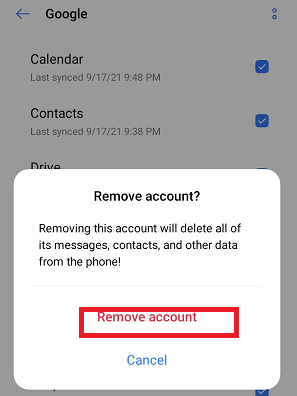 Google
Calendar
Last synced 9/17/21 9:48 PM
Contacts
Last synced 9/17/21 9:38 PM
Drive
Remove account?
Removing this account will delete all of
its messages, contacts, and other data
from the phone!
Remove account
Cancel